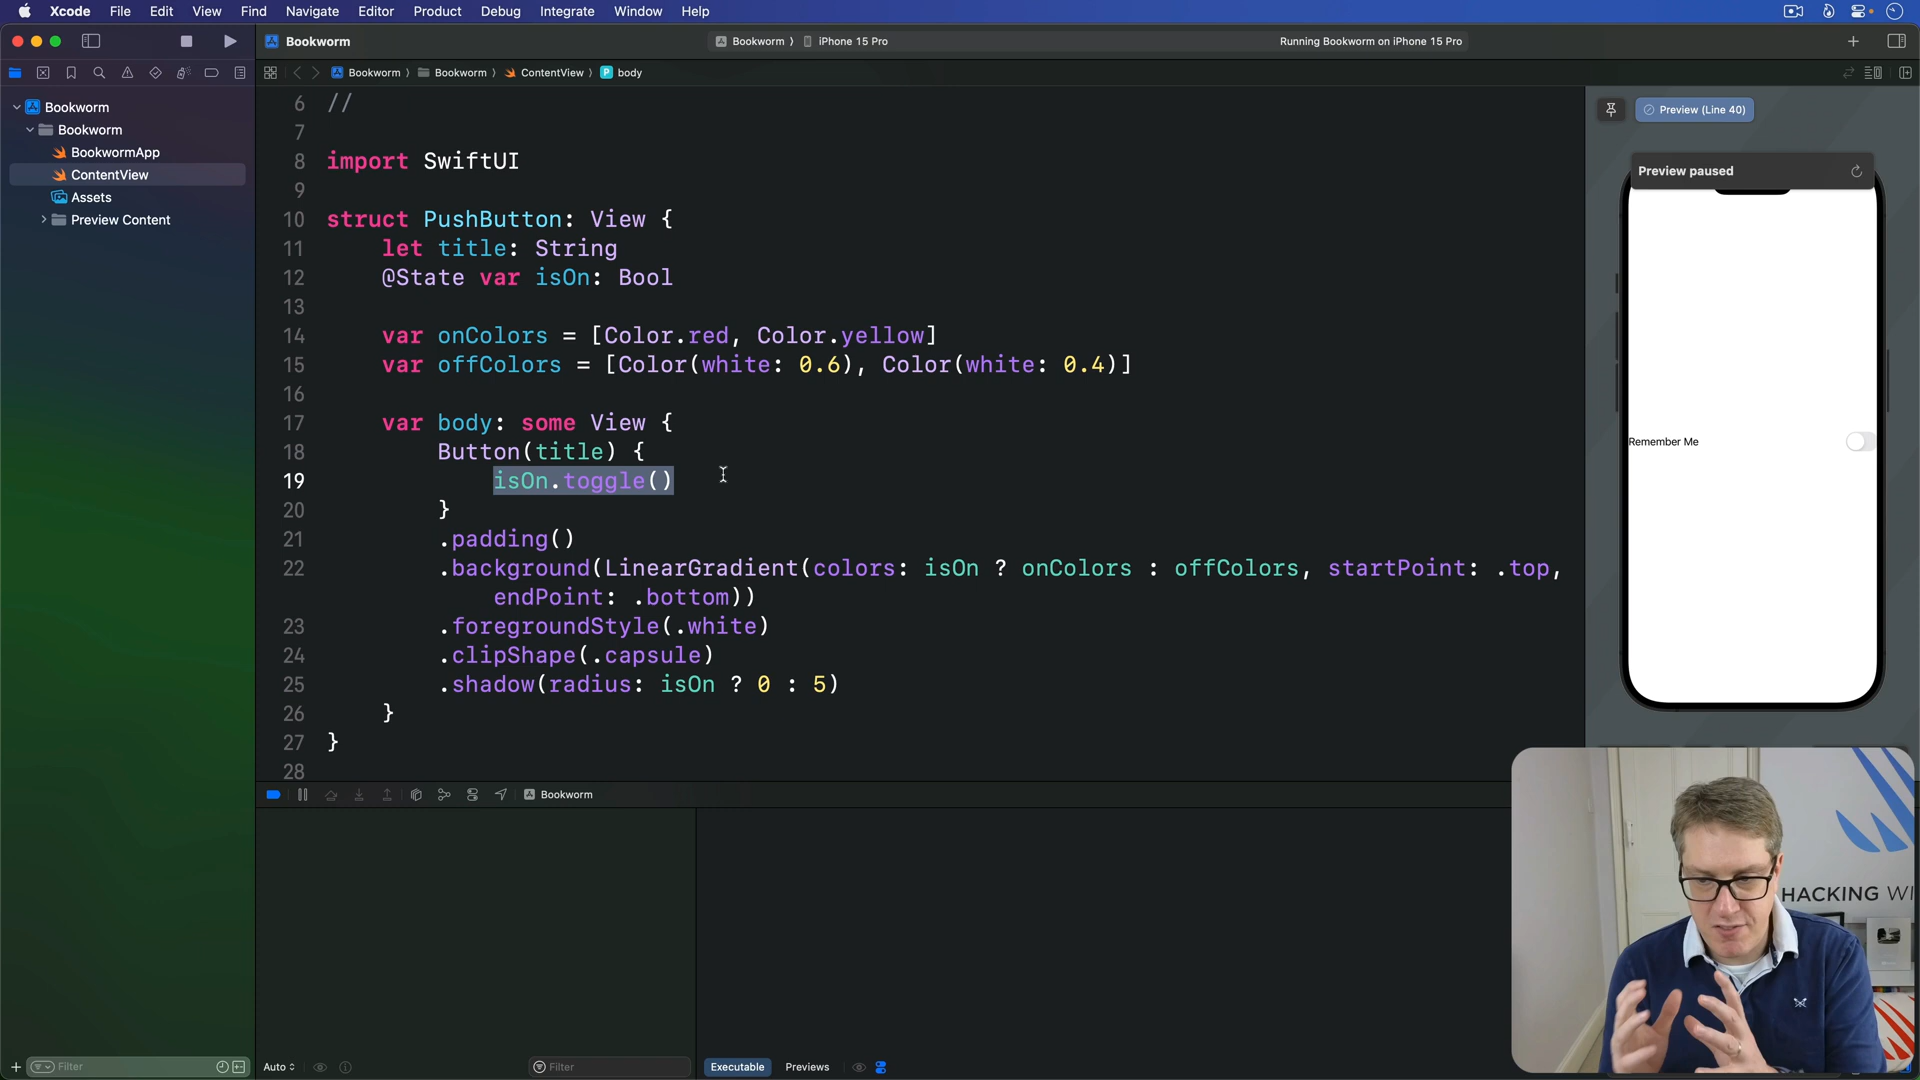 Xcode File Edit View Find Navigate Editor Product Debug Integrate Window Help
Bookworm
Bookworm 〉 iPhone 15 Pro
Running Bookworm on iPhone 15 Pro
Bookworm 〉 Bookworm 〉 ContentView 〉 P body
Bookworm
Bookworm
BookwormApp
ContentView
Assets
Preview Content
6 //
7
8 import SwiftUI
9
10 struct PushButton: View {
11 let title: String
12 @State var isOn: Bool
13
14 var onColors = [Color.red, Color.yellow]
15 var offColors = [Color(white: 0.6), Color(white: 0.4)]
16
17 var body: some View {
18 Button(title) {
19 isOn.toggle()
20 }
21 .padding()
22 .background(LinearGradient(colors: isOn ? onColors : offColors, startPoint: .top,
endPoint: .bottom))
23 .foregroundStyle(.white)
24 .clipShape(.capsule)
25 .shadow(radius: isOn ? 0 : 5)
26 }
27 }
28
Preview (Line 40)
Preview paused
Remember Me
Bookworm
HACKING WI
Filter
Auto
Filter
Executable Previews